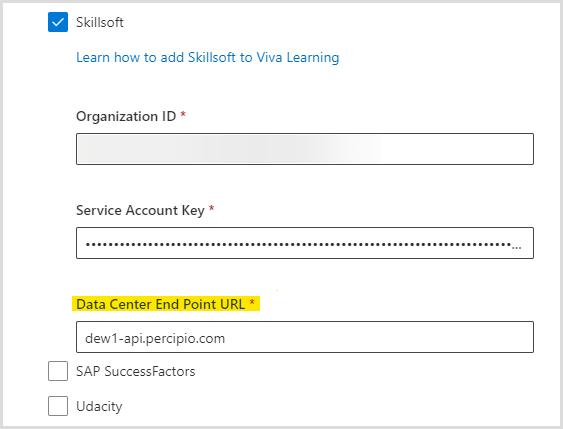 Skillsoft
Learn how to add Skillsoft to Viva Learning
Organization ID *
Service Account Key *
••••••••••••••••••••••••••••••••••••••••••••••••••••••••••••••••••••••••...
Data Center End Point URL *
dew1-api.percipio.com
SAP SuccessFactors
Udacity